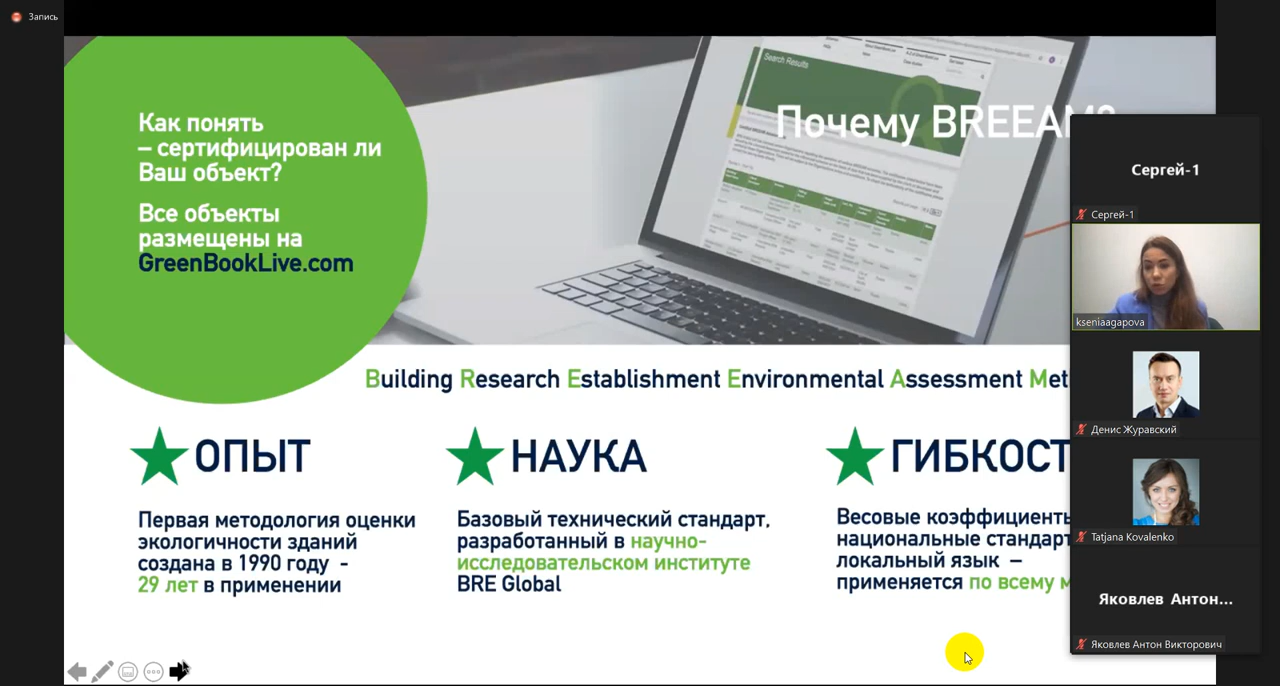 Запись
Как понять
– сертифицирован ли
Ваш объект?
Все объекты
размещены на
GreenBookLive.com
Search Results
Почему BREEAM?
Building Research Establishment Environmental Assessment Met
ОПЫТ
Первая методология оценки
экологичности зданий
создана в 1990 году -
29 лет в применении
НАУКА
Базовый технический стандарт,
разработанный в научно-
исследовательском институте
BRE Global
ГИБКОСТ
Весовые коэффициенты
национальные стандарт
локальный язык –
применяется по всему м
Сергей-1
Сергей-1
kseniaagapova
Денис Журавский
Tatjana Kovalenko
Яковлев Антон...
Яковлев Антон Викторович